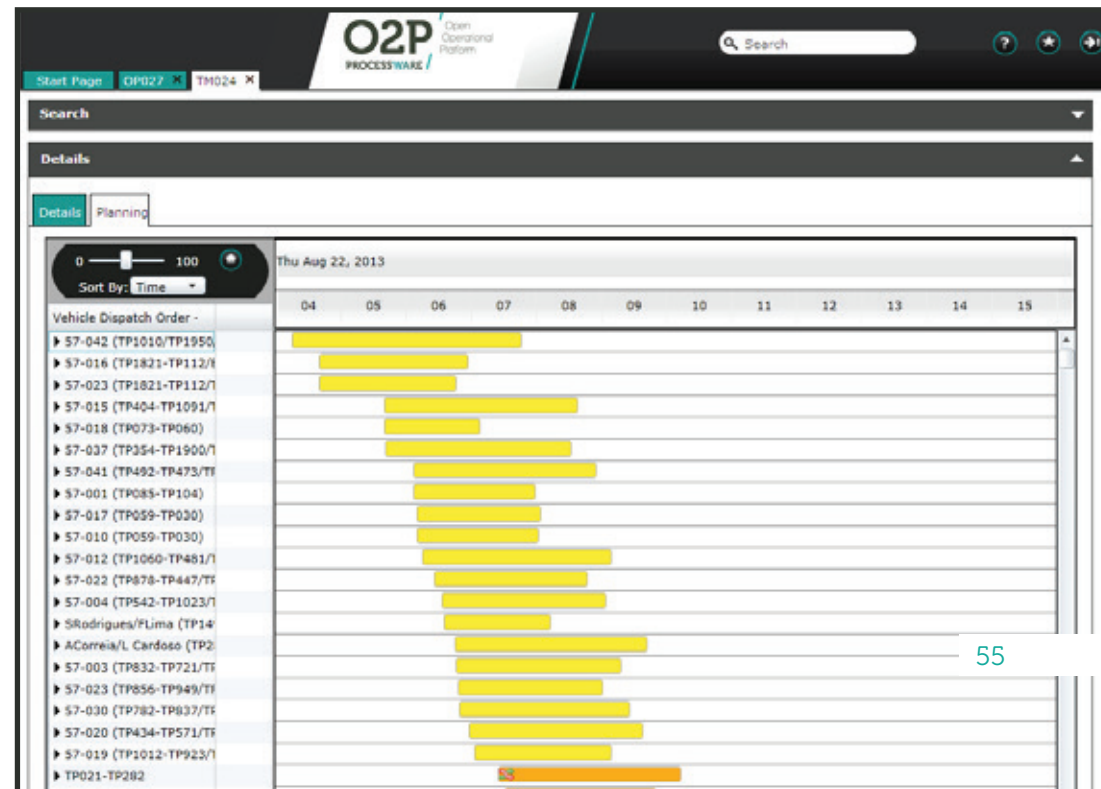 O2P
Open
Operational
Platform
PROCESSWARE
Search
Start Page OP027 TM024
Search
Details
Details Planning
0 100
Sort By: Time
Thu Aug 22, 2013
04 05 06 07 08 09 10 11 12 13 14 15
Vehicle Dispatch Order -
57-042 (TP1010/TP1950,
57-016 (TP1821-TP112/
57-023 (TP1821-TP112/
57-015 (TP404-TP1091/
57-018 (TP073-TP060)
57-037 (TP354-TP1900/
57-041 (TP492-TP473/
57-001 (TP085-TP104)
57-017 (TP059-TP030)
57-010 (TP059-TP030)
57-012 (TP1060-TP481/
57-022 (TP878-TP447/
57-004 (TP542-TP1023/
SRodrigues/FLima (TP14
ACorreia/L Cardoso (TP2
57-003 (TP832-TP721/
57-023 (TP856-TP949/
57-030 (TP782-TP837/
57-020 (TP434-TP571/
57-019 (TP1012-TP923/
TP021-TP282
55